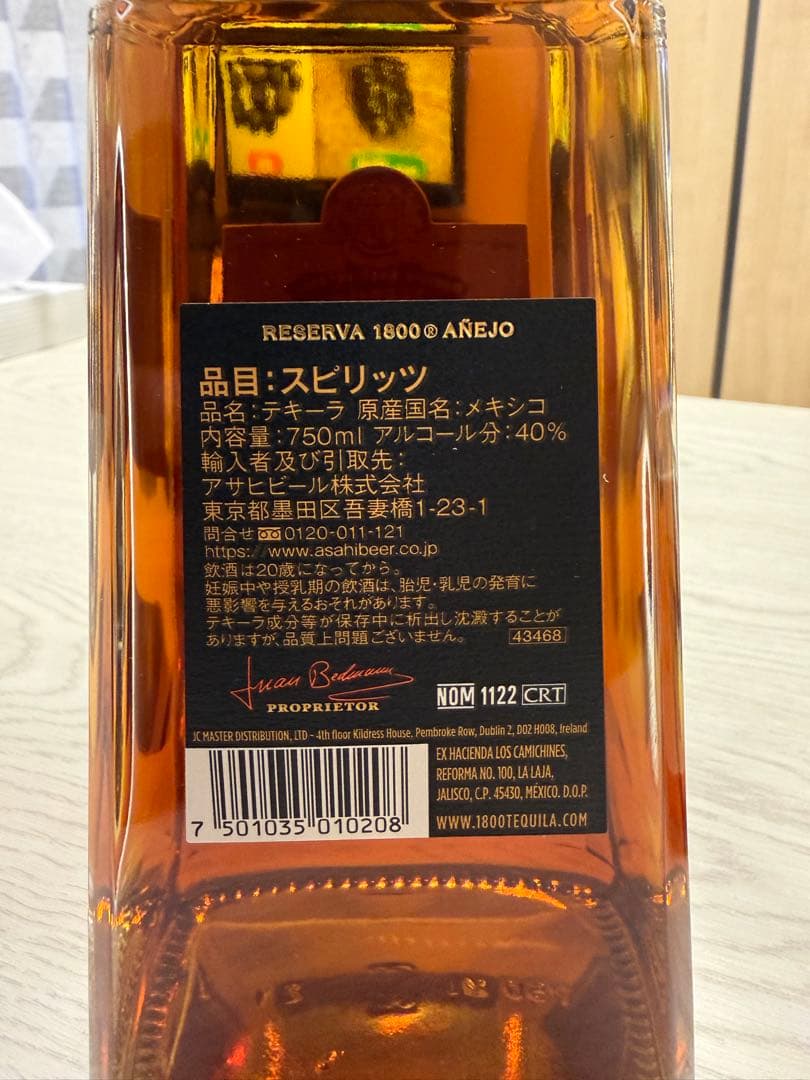 RESERVA 1800® AÑEJO
品目:スピリッツ
品名:テキーラ 原産国名:メキシコ
内容量:750ml アルコール分:40%
輸入者及び引取先:
アサヒビール株式会社
東京都墨田区吾妻橋1-23-1
問合せ 0120-011-121
https://www.asahibeer.co.jp
飲酒は20歳になってから。
妊娠中や授乳期の飲酒は、胎児・乳児の発育に
悪影響を与えるおそれがあります。
テキーラ成分等が保存中に析出し沈澱することが
ありますが、品質上問題ございません。 43468
Juan Beckmann
PROPRIETOR
NOM 1122 CRT
JC MASTER DISTRIBUTION, LTD - 4th floor Kildress House, Pembroke Row, Dublin 2, D02 H008, Ireland
EX HACIENDA LOS CAMICHINES,
REFORMA NO. 100, LA LAJA,
JALISCO, C.P. 45430, MÉXICO. D.O.P.
WWW.1800TEQUILA.COM
7 501035 010208